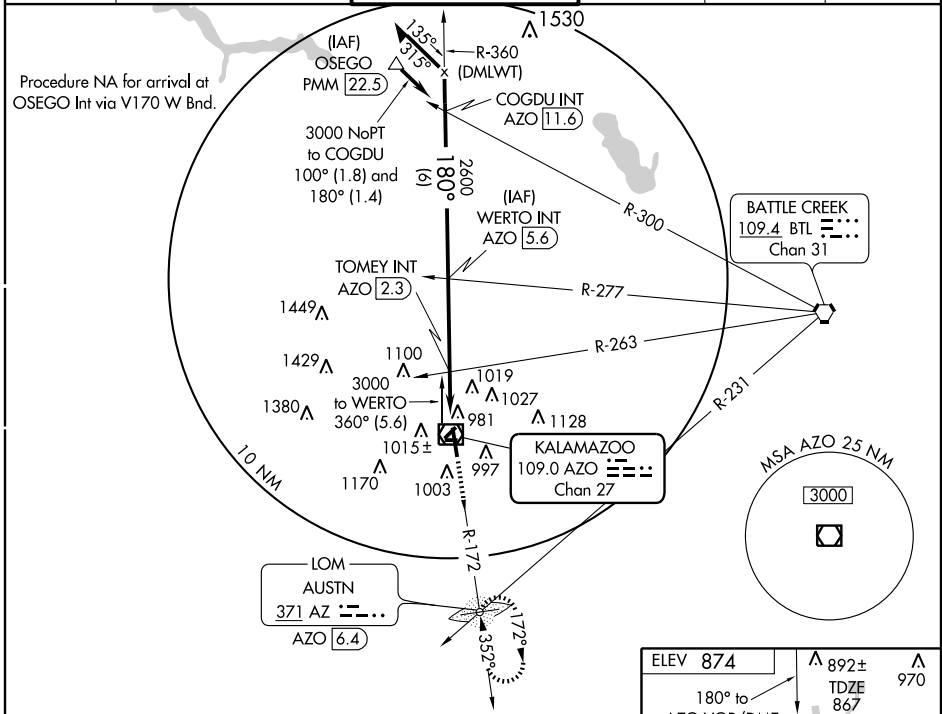 1530
135°
315°
R-360
(DMLWT)
(IAF)
OSEGO
PMM 22.5
Procedure NA for arrival at
OSEGO Int via V170 W Bnd.
x
COGDU INT
AZO 11.6
3000 NoPT
to COGDU
100° (1.8) and
180° (1.4)
2600
180°
(6)
R-300
(IAF)
WERTO INT
AZO 5.6
BATTLE CREEK
109.4 BTL
Chan 31
TOMEY INT
AZO 2.3
R-277
1449
R-263
1429
1100
R-231
3000
to WERTO
360° (5.6)
1019
1027
1380
981
1128
1015±
997
KALAMAZOO
109.0 AZO
Chan 27
MSA AZO 25 NM
3000
10 NM
1170
1003
R-172
LOM
AUSTN
371 AZ
AZO 6.4
172°
352°
ELEV 874
892±
970
TDZE
867
180° to
AZO VOR/DME